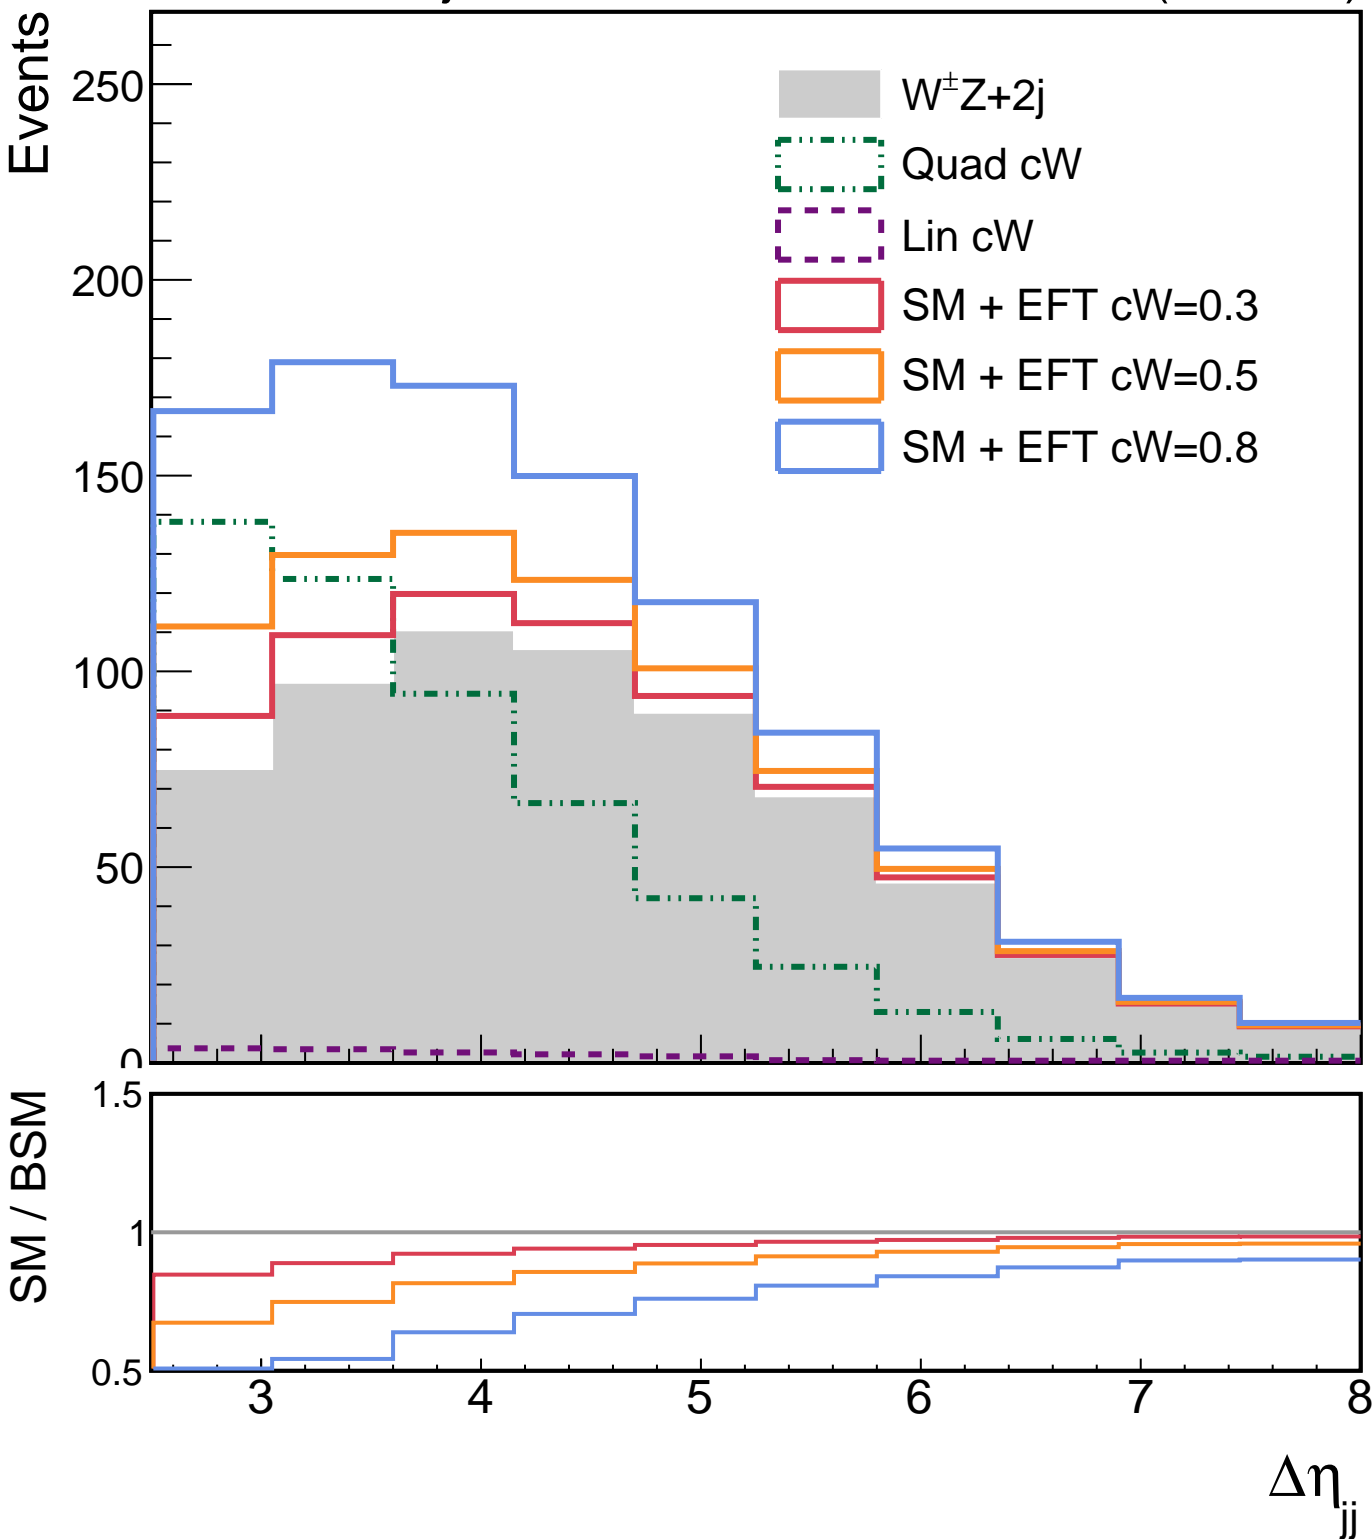 Events
250
200
150
100
50
0
W±Z+2j
Quad cW
Lin cW
SM + EFT cW=0.3
SM + EFT cW=0.5
SM + EFT cW=0.8
SM / BSM
1.5
1
0.5
3 4 5 6 7 8
Δηjj